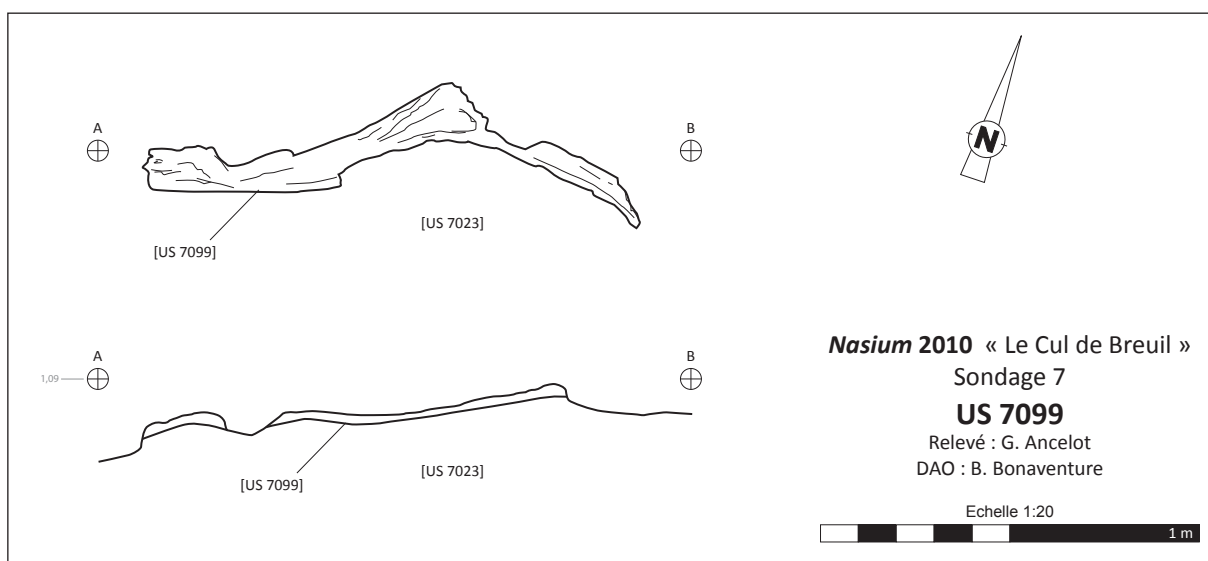 A
B
N
[US 7099]
[US 7023]
A
B
1,09
[US 7099]
[US 7023]
Nasium 2010 « Le Cul de Breuil »
Sondage 7
US 7099
Relevé : G. Ancelot
DAO : B. Bonaventure
Echelle 1:20
1 m